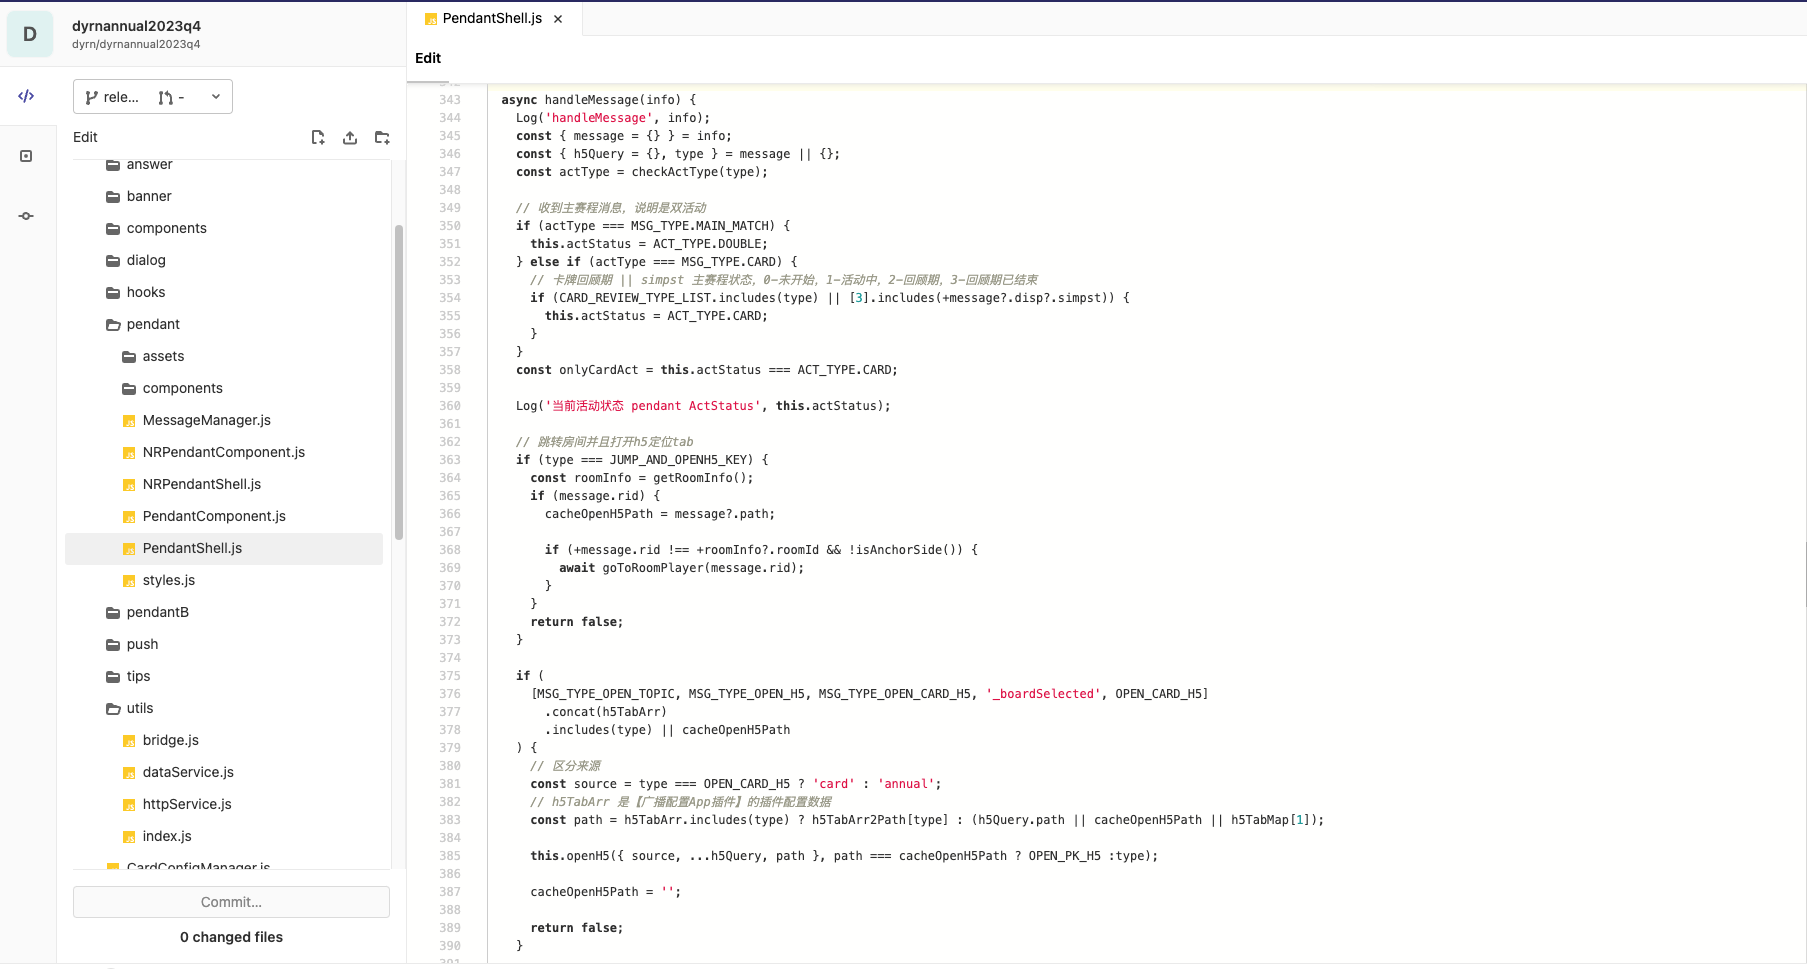 D
dyrnannual2023q4
dyrn/dyrnannual2023q4
rele...
-
Edit
answer
banner
components
dialog
hooks
pendant
assets
components
MessageManager.js
NRPendantComponent.js
NRPendantShell.js
PendantComponent.js
PendantShell.js
styles.js
pendantB
push
tips
utils
bridge.js
dataService.js
httpService.js
index.js
CardConfigManager.js
Commit...
0 changed files
PendantShell.js
Edit
343 async handleMessage(info) {
344 Log('handleMessage', info);
345 const { message = {} } = info;
346 const { h5Query = {}, type } = message || {};
347 const actType = checkActType(type);
348
349 // 收到主赛程消息，说明是双活动
350 if (actType === MSG_TYPE.MAIN_MATCH) {
351 this.actStatus = ACT_TYPE.DOUBLE;
352 } else if (actType === MSG_TYPE.CARD) {
353 // 卡牌回顾期 || simpst 主赛程状态，0-未开始，1-活动中，2-回顾期，3-回顾期已结束
354 if (CARD_REVIEW_TYPE_LIST.includes(type) || [3].includes(+message?.disp?.simpst)) {
355 this.actStatus = ACT_TYPE.CARD;
356 }
357 }
358 const onlyCardAct = this.actStatus === ACT_TYPE.CARD;
359
360 Log('当前活动状态 pendant ActStatus', this.actStatus);
361
362 // 跳转房间并且打开h5定位tab
363 if (type === JUMP_AND_OPENH5_KEY) {
364 const roomInfo = getRoomInfo();
365 if (message.rid) {
366 cacheOpenH5Path = message?.path;
367
368 if (+message.rid !== +roomInfo?.roomId && !isAnchorSide()) {
369 await goToRoomPlayer(message.rid);
370 }
371 }
372 return false;
373 }
374
375 if (
376 [MSG_TYPE_OPEN_TOPIC, MSG_TYPE_OPEN_H5, MSG_TYPE_OPEN_CARD_H5, '_boardSelected', OPEN_CARD_H5]
377 .concat(h5TabArr)
378 .includes(type) || cacheOpenH5Path
379 ) {
380 // 区分来源
381 const source = type === OPEN_CARD_H5 ? 'card' : 'annual';
382 // h5TabArr 是【广播配置App插件】的插件配置数据
383 const path = h5TabArr.includes(type) ? h5TabArr2Path[type] : (h5Query.path || cacheOpenH5Path || h5TabMap[1]);
384
385 this.openH5({ source, ...h5Query, path }, path === cacheOpenH5Path ? OPEN_PK_H5 :type);
386
387 cacheOpenH5Path = '';
388
389 return false;
390 }